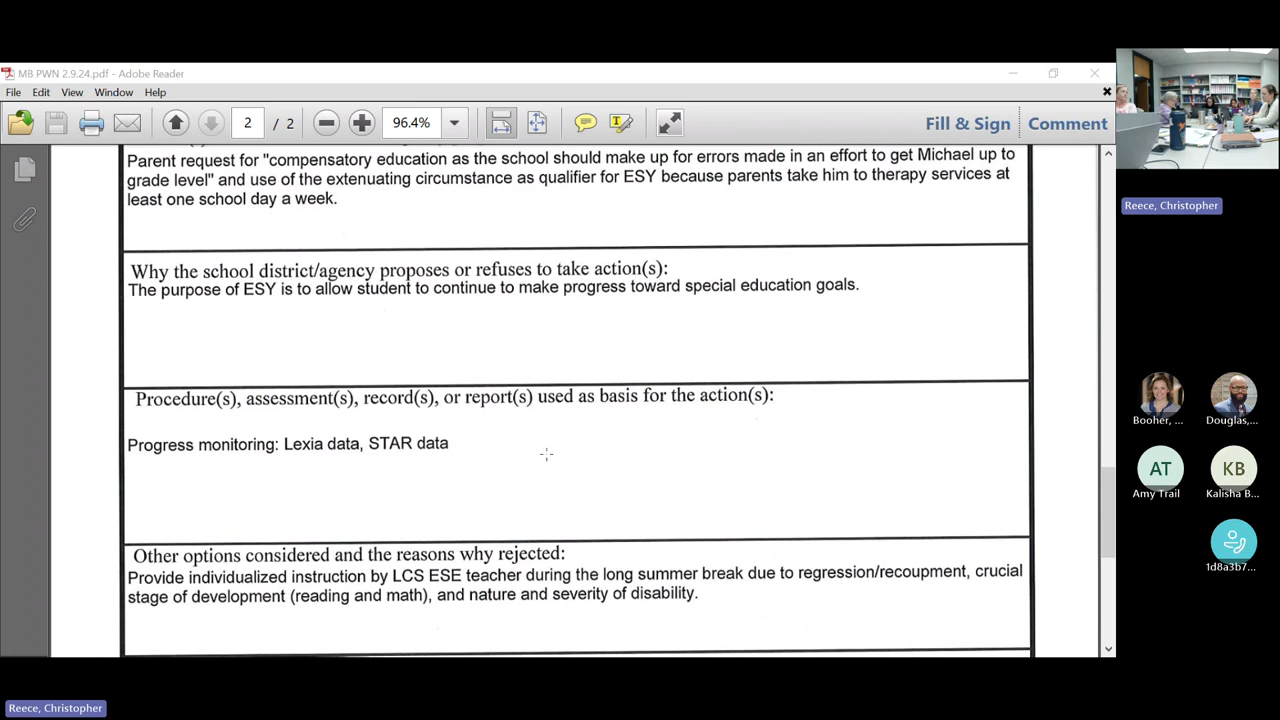 MB PWN 2.9.24.pdf - Adobe Reader
File Edit View Window Help
2 / 2 96.4% Fill & Sign Comment
Parent request for "compensatory education as the school should make up for errors made in an effort to get Michael up to
grade level" and use of the extenuating circumstance as qualifier for ESY because parents take him to therapy services at
least one school day a week.
Why the school district/agency proposes or refuses to take action(s):
The purpose of ESY is to allow student to continue to make progress toward special education goals.
Procedure(s), assessment(s), record(s), or report(s) used as basis for the action(s):
Progress monitoring: Lexia data, STAR data
Other options considered and the reasons why rejected:
Provide individualized instruction by LCS ESE teacher during the long summer break due to regression/recoupment, crucial
stage of development (reading and math), and nature and severity of disability.
Reece, Christopher
Booher, ...
Douglas,...
AT
Amy Trail
KB
Kalisha B...
1d8a3b7...
Reece, Christopher